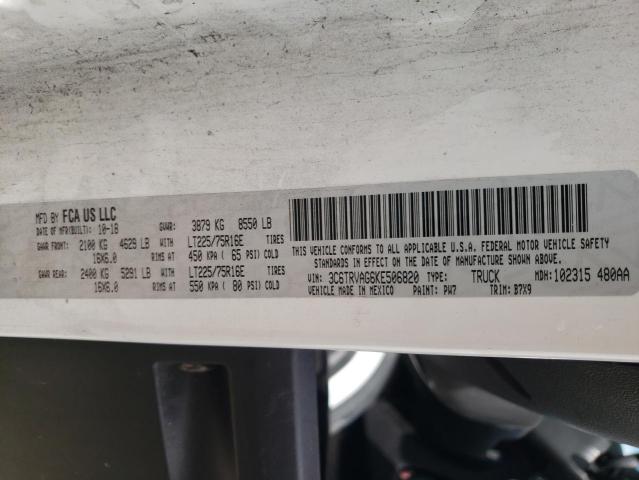 MFD BY FCA US LLC
DATE OF MFR(BUILT): 10-18 GVWR: 3879 KG 8550 LB
GAWR FRONT: 2100 KG 4629 LB WITH LT225/75R16E TIRES
16X6.0 RIMS AT 450 KPA ( 65 PSI) COLD
GAWR REAR: 2400 KG 5291 LB WITH LT225/75R16E TIRES
16X6.0 RIMS AT 550 KPA ( 80 PSI) COLD
THIS VEHICLE CONFORMS TO ALL APPLICABLE U.S.A. FEDERAL MOTOR VEHICLE SAFETY
STANDARDS IN EFFECT ON THE DATE OF MANUFACTURE SHOWN ABOVE.
VIN: 3C6TRVAG6KE506820 TYPE: TRUCK MDH: 102315 480AA
VEHICLE MADE IN MEXICO PAINT: PW7 TRIM: B7X9